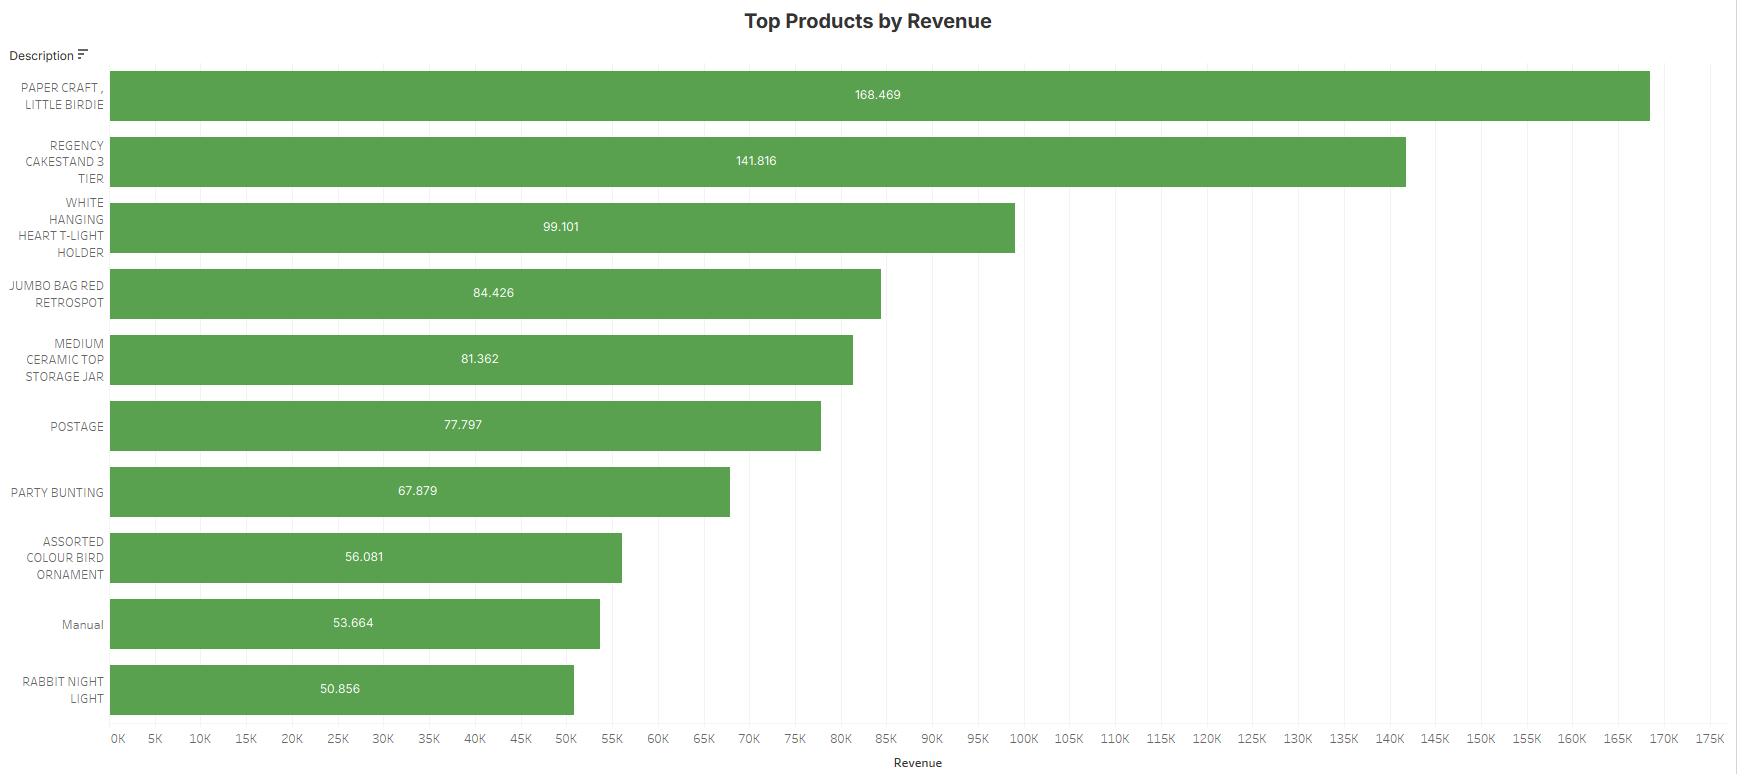 Top Products by Revenue
Description
PAPER CRAFT ,
LITTLE BIRDIE
168.469
REGENCY
CAKESTAND 3
TIER
141.816
WHITE
HANGING
HEART T-LIGHT
HOLDER
99.101
JUMBO BAG RED
RETROSPOT
84.426
MEDIUM
CERAMIC TOP
STORAGE JAR
81.362
POSTAGE
77.797
PARTY BUNTING
67.879
ASSORTED
COLOUR BIRD
ORNAMENT
56.081
Manual
53.664
RABBIT NIGHT
LIGHT
50.856
0K 5K 10K 15K 20K 25K 30K 35K 40K 45K 50K 55K 60K 65K 70K 75K 80K 85K 90K 95K 100K 105K 110K 115K 120K 125K 130K 135K 140K 145K 150K 155K 160K 165K 170K 175K
Revenue